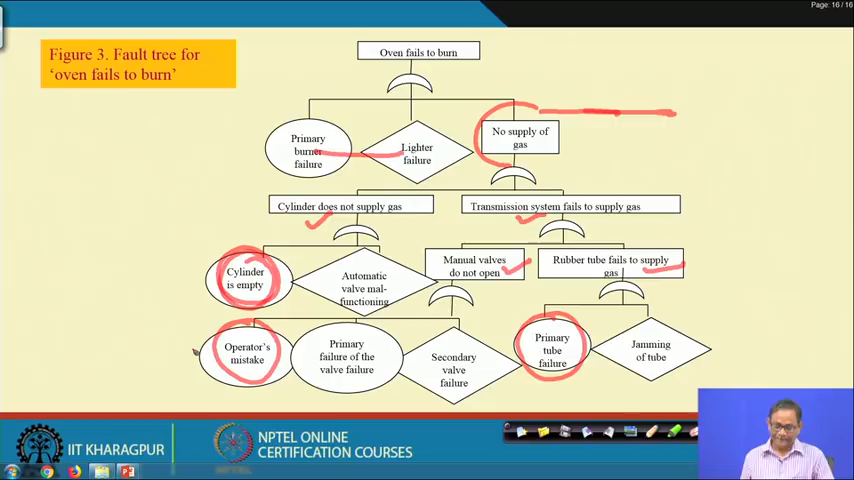 Page: 16 / 16
Figure 3. Fault tree for
‘oven fails to burn’
Oven fails to burn
Primary
burner
failure
Lighter
failure
No supply of
gas
Cylinder does not supply gas
Transmission system fails to supply gas
Cylinder
is empty
Automatic
valve mal-
functioning
Manual valves
do not open
Rubber tube fails to supply
gas
Operator’s
mistake
Primary
failure of the
valve failure
Secondary
valve
failure
Primary
tube
failure
Jamming
of tube
IIT KHARAGPUR
NPTEL ONLINE
CERTIFICATION COURSES